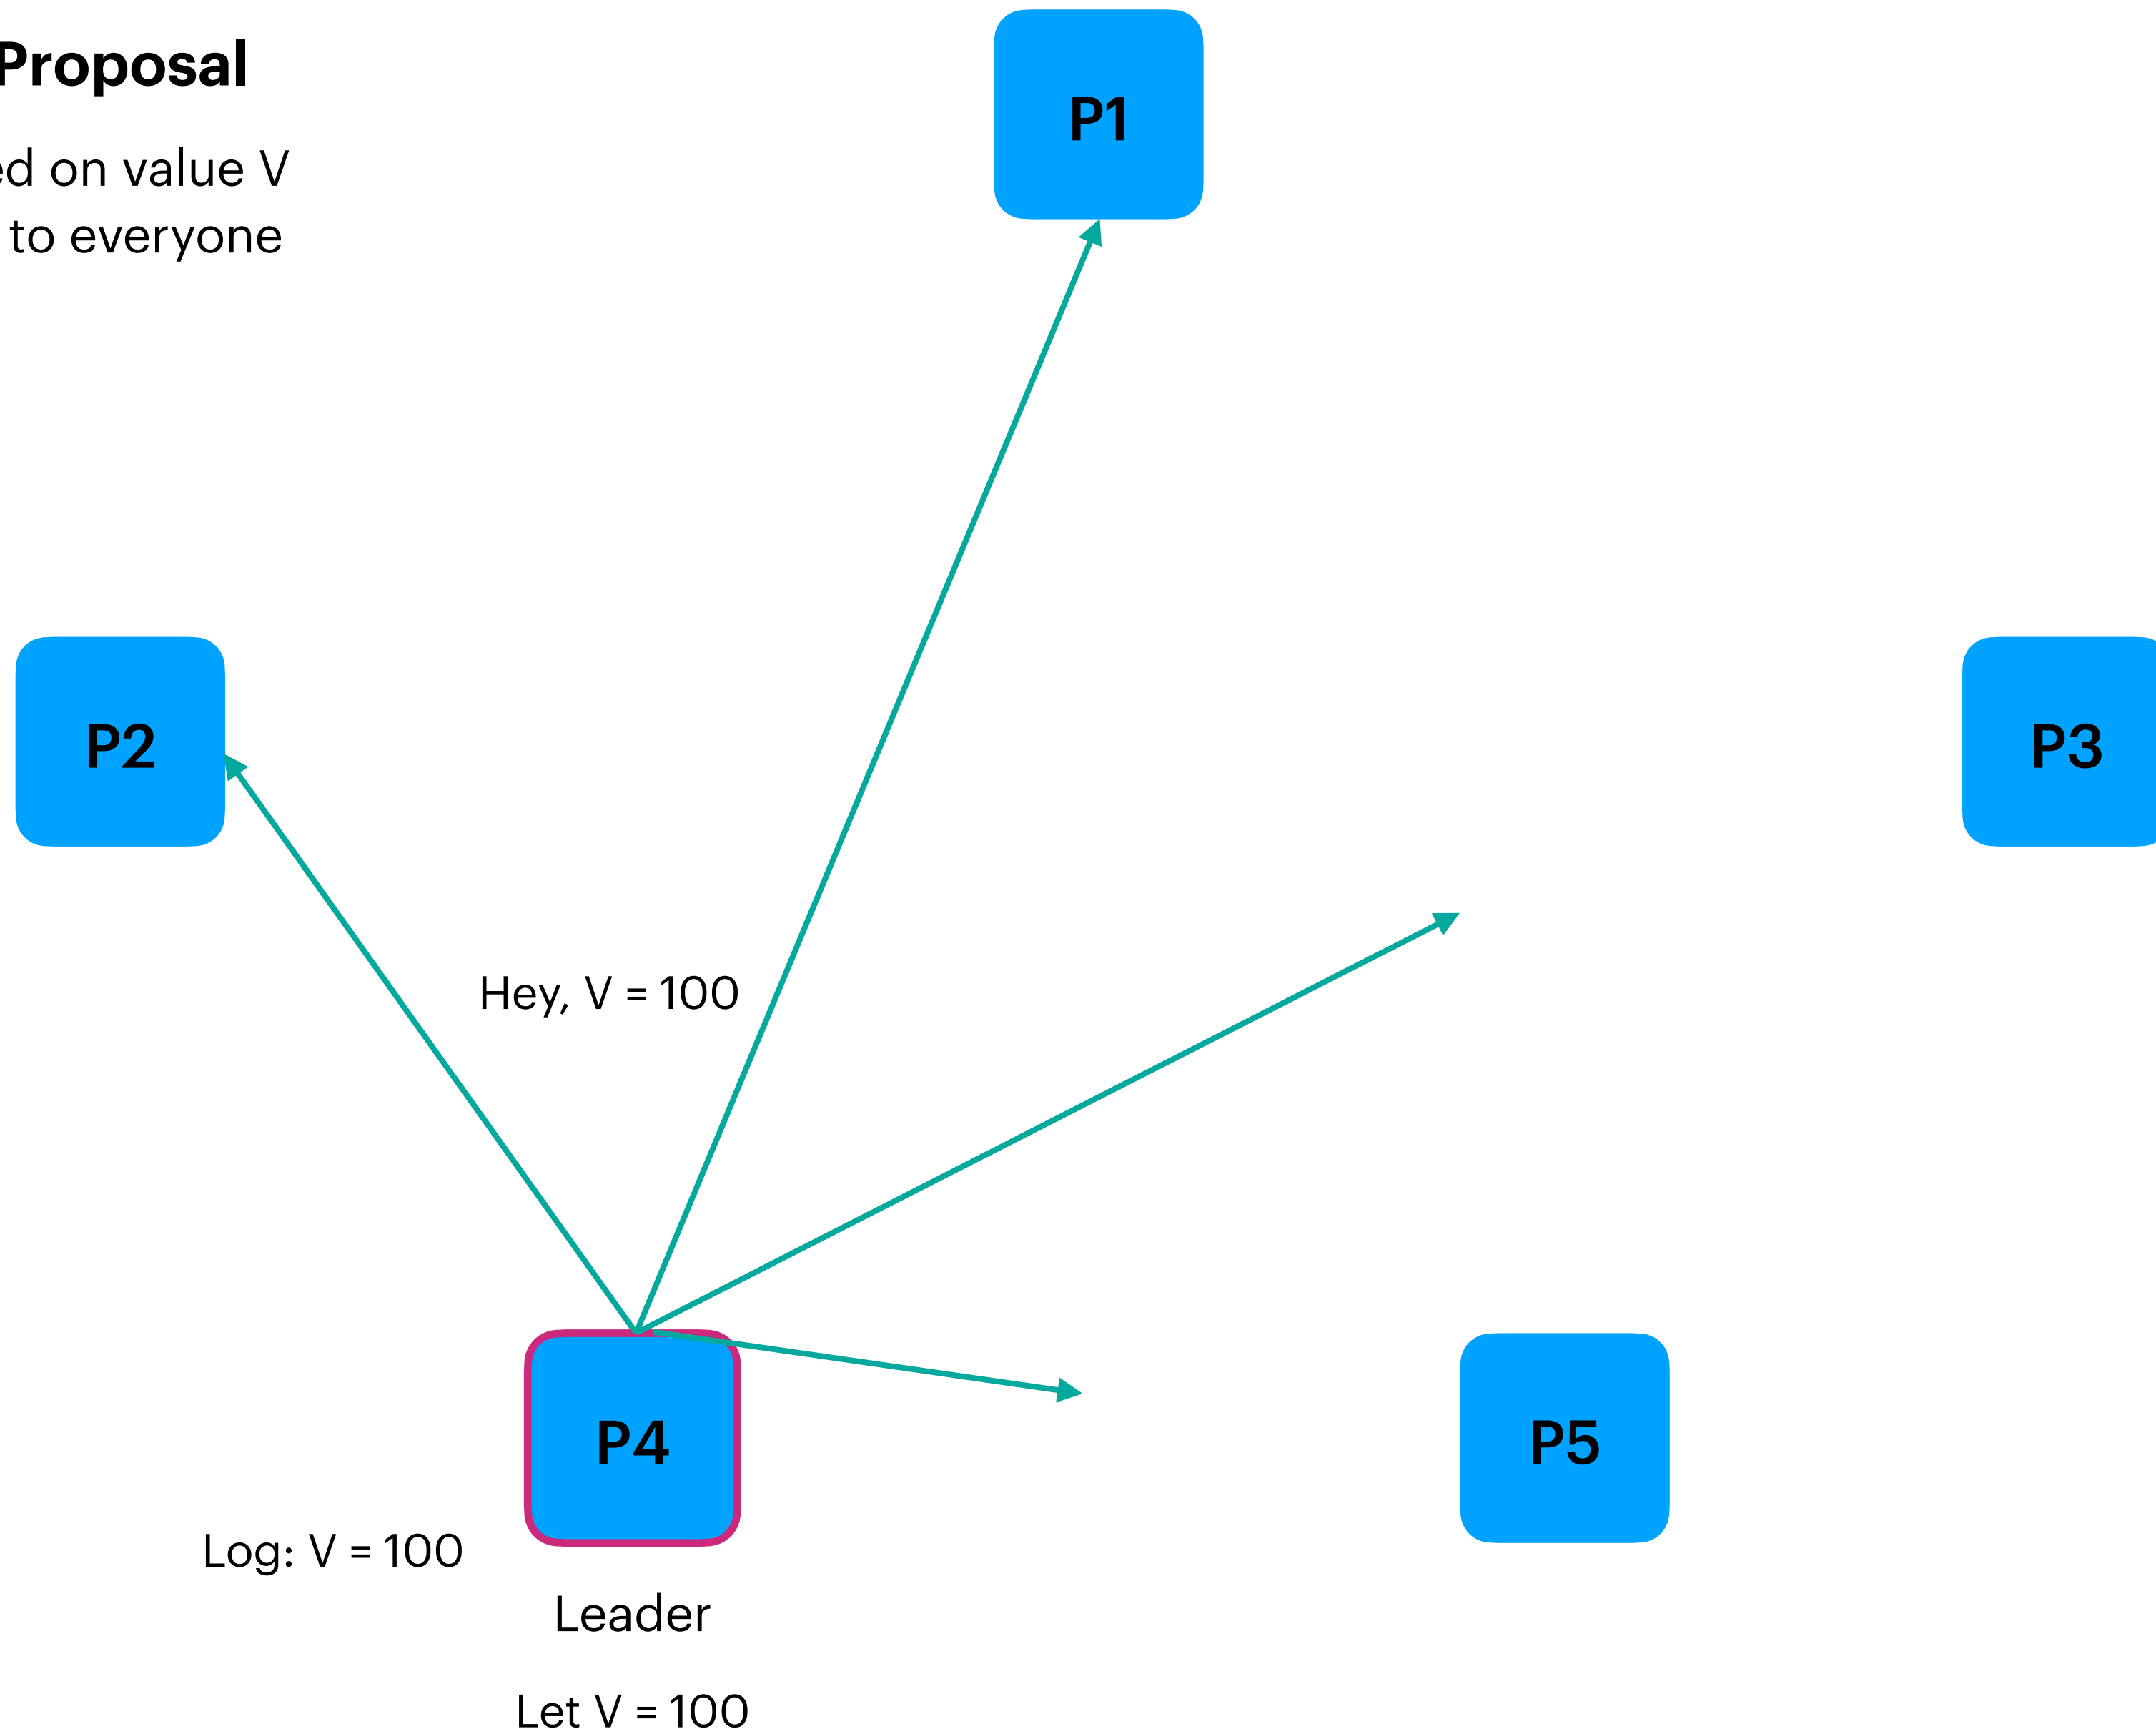 Proposal
P1
ed on value V
to everyone
P2
P3
Hey, V = 100
P4
P5
Log: V = 100
Leader
Let V = 100